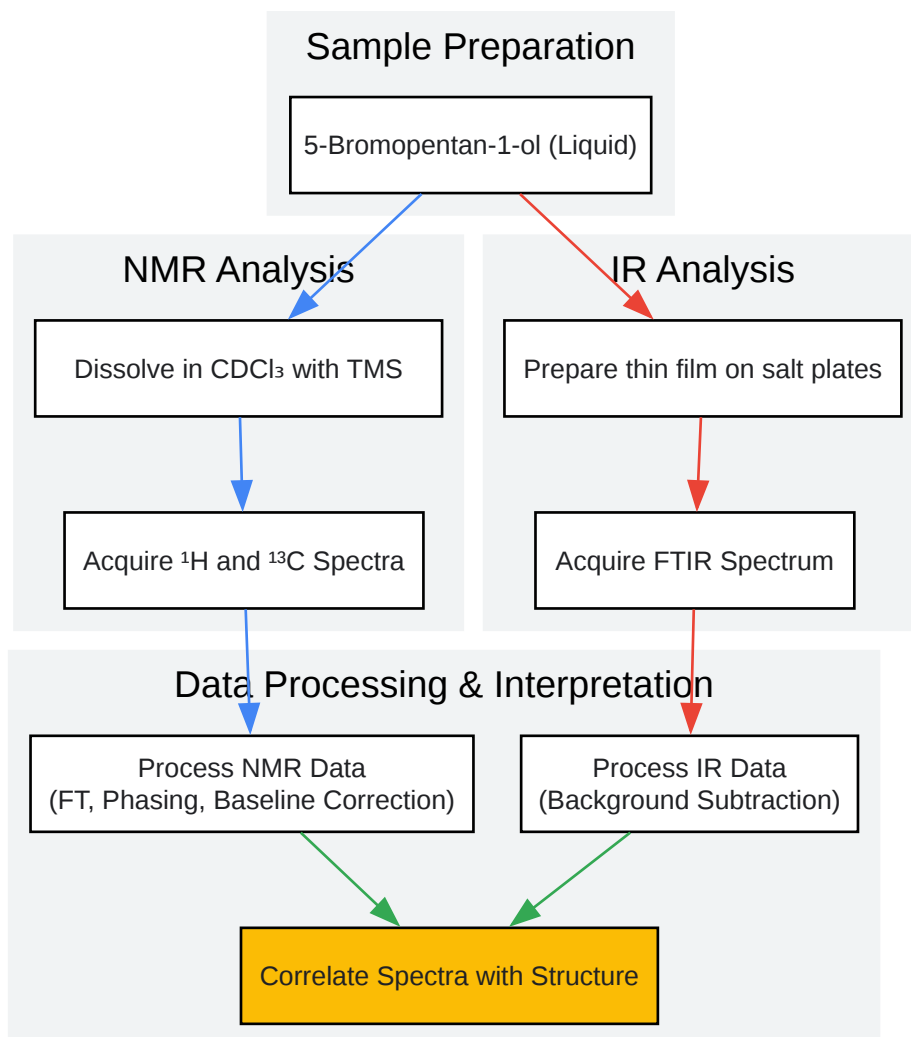 Sample Preparation
5-Bromopentan-1-ol (Liquid)
NMR Analysis
IR Analysis
Dissolve in CDCl₃ with TMS
Prepare thin film on salt plates
Acquire ¹H and ¹³C Spectra
Acquire FTIR Spectrum
Data Processing & Interpretation
Process NMR Data
(FT, Phasing, Baseline Correction)
Process IR Data
(Background Subtraction)
Correlate Spectra with Structure